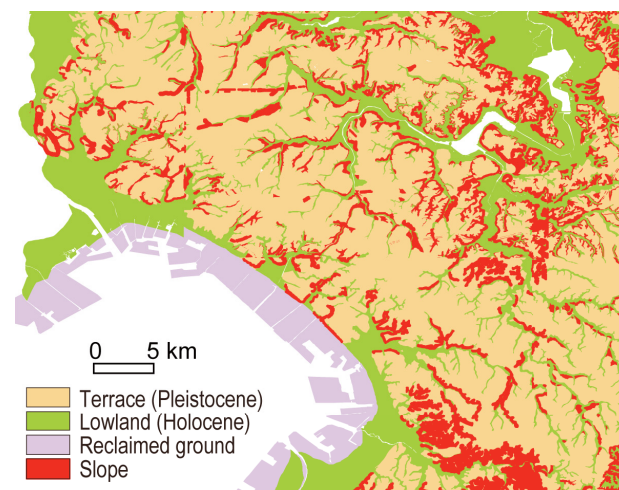 0 5 km
Terrace (Pleistocene)
Lowland (Holocene)
Reclaimed ground
Slope